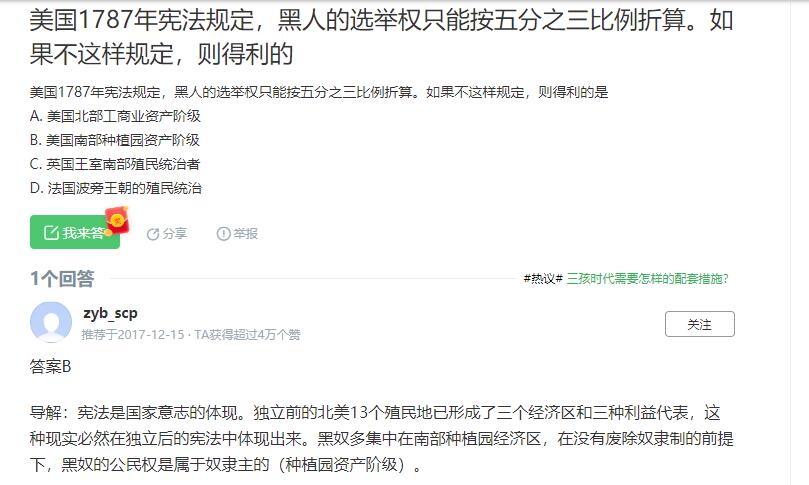 美国1787年宪法规定，黑人的选举权只能按五分之三比例折算。如
果不这样规定，则得利的
美国1787年宪法规定，黑人的选举权只能按五分之三比例折算。如果不这样规定，则得利的是
A. 美国北部工商业资产阶级
B. 美国南部种植园资产阶级
C. 英国王室南部殖民统治者
D. 法国波旁王朝的殖民统治
我来答 分享 举报
1个回答 #热议# 三孩时代需要怎样的配套措施?
zyb_scp
推荐于2017-12-15 · TA获得超过4万个赞
关注
答案B
导解：宪法是国家意志的体现。独立前的北美13个殖民地已形成了三个经济区和三种利益代表，这
种现实必然在独立后的宪法中体现出来。黑奴多集中在南部种植园经济区，在没有废除奴隶制的前提
下，黑奴的公民权是属于奴隶主的（种植园资产阶级）。